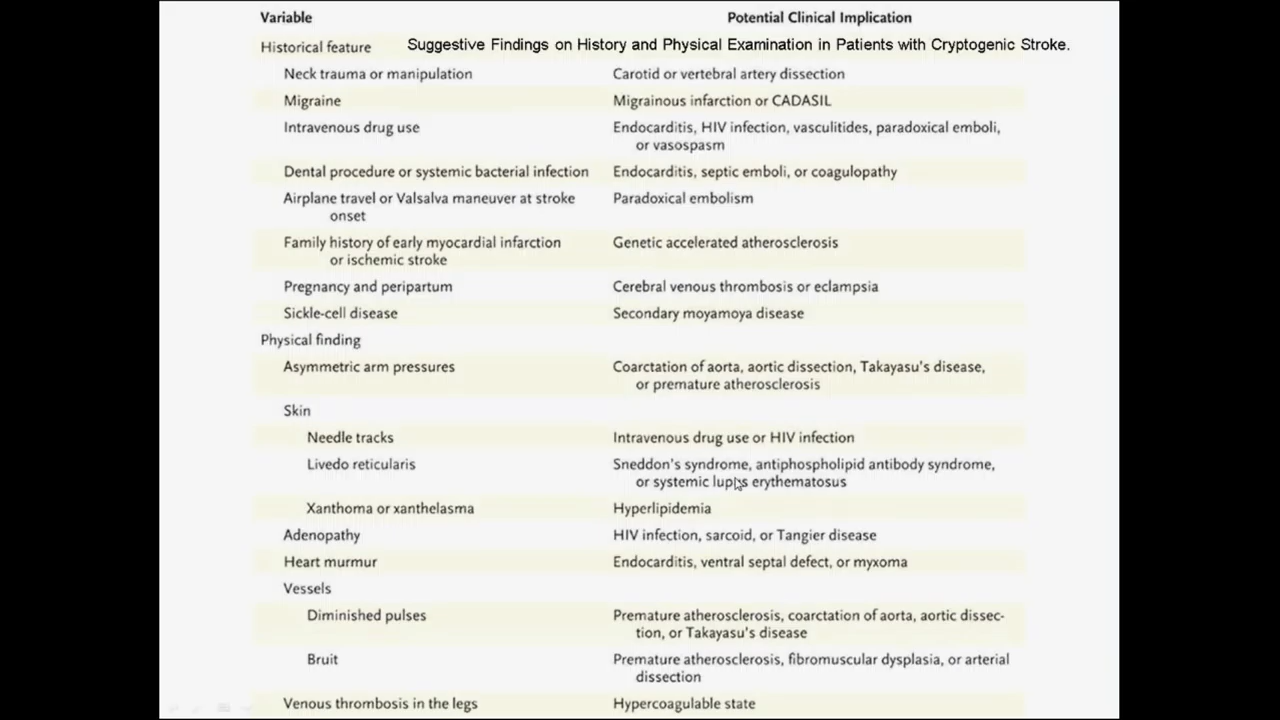 Variable Potential Clinical Implication
Historical feature Suggestive Findings on History and Physical Examination in Patients with Cryptogenic Stroke.
Neck trauma or manipulation Carotid or vertebral artery dissection
Migraine Migrainous infarction or CADASIL
Intravenous drug use Endocarditis, HIV infection, vasculitides, paradoxical emboli,
or vasospasm
Dental procedure or systemic bacterial infection Endocarditis, septic emboli, or coagulopathy
Airplane travel or Valsalva maneuver at stroke Paradoxical embolism
onset
Family history of early myocardial infarction Genetic accelerated atherosclerosis
or ischemic stroke
Pregnancy and peripartum Cerebral venous thrombosis or eclampsia
Sickle-cell disease Secondary moyamoya disease
Physical finding
Asymmetric arm pressures Coarctation of aorta, aortic dissection, Takayasu's disease,
or premature atherosclerosis
Skin
Needle tracks Intravenous drug use or HIV infection
Livedo reticularis Sneddon's syndrome, antiphospholipid antibody syndrome,
or systemic lupus erythematosus
Xanthoma or xanthelasma Hyperlipidemia
Adenopathy HIV infection, sarcoid, or Tangier disease
Heart murmur Endocarditis, ventral septal defect, or myxoma
Vessels
Diminished pulses Premature atherosclerosis, coarctation of aorta, aortic dissec-
tion, or Takayasu's disease
Bruit Premature atherosclerosis, fibromuscular dysplasia, or arterial
dissection
Venous thrombosis in the legs Hypercoagulable state